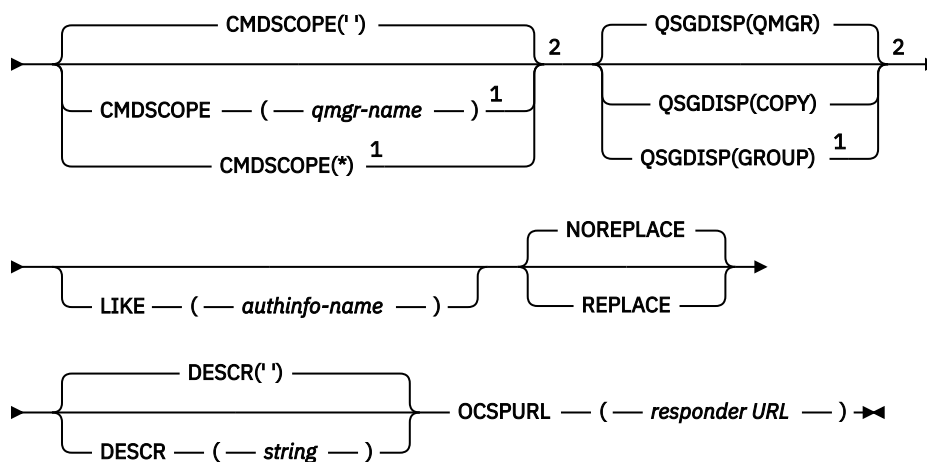 CMDSCOPE(' ')
2
CMDSCOPE ( qmgr-name ) 1
CMDSCOPE(*) 1
QSGDISP(QMGR)
2
QSGDISP(COPY)
QSGDISP(GROUP) 1
LIKE ( authinfo-name )
NOREPLACE
REPLACE
DESCR(' ')
DESCR ( string )
OCSPURL ( responder URL )